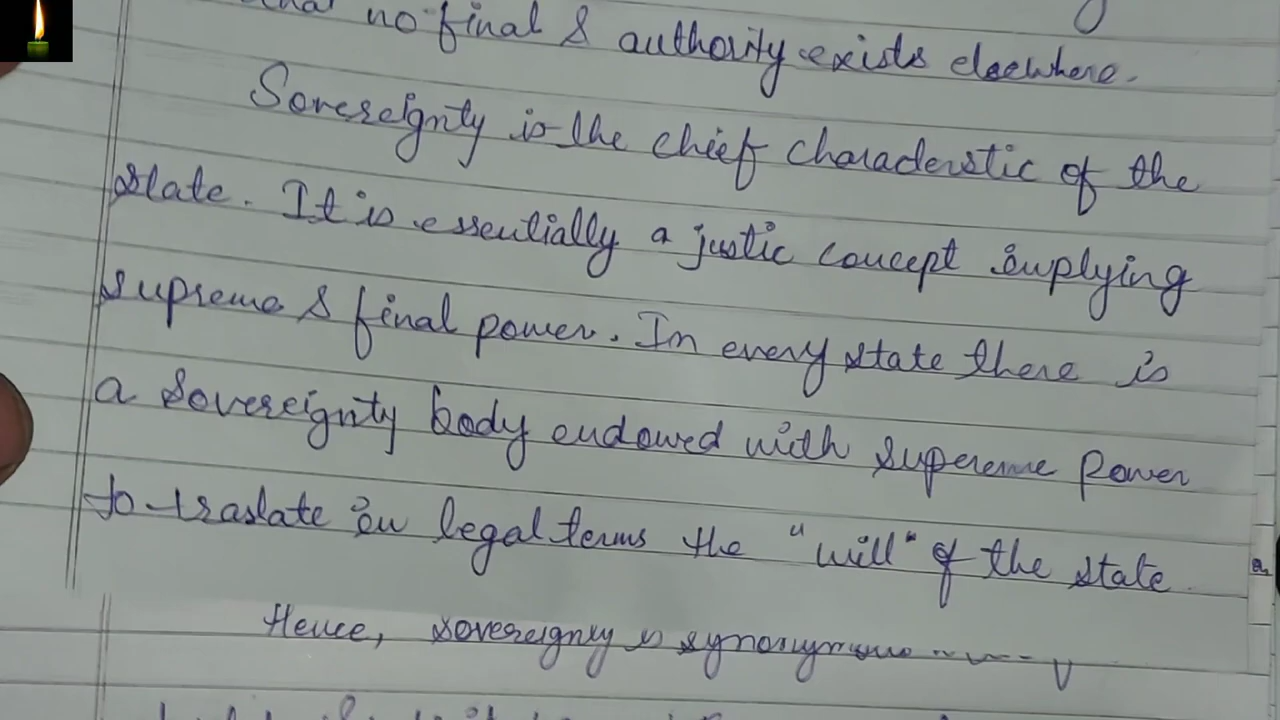 no final & authority exists elsewhere.
Sovereignty is the chief characterstic of the
state. It is essentially a justic concept implying
supreme & final power. In every state there is
a Sovereignty body endowed with supereme Power
to traslate in legal terms the "will" of the state
Hence, sovereignty is synonymous